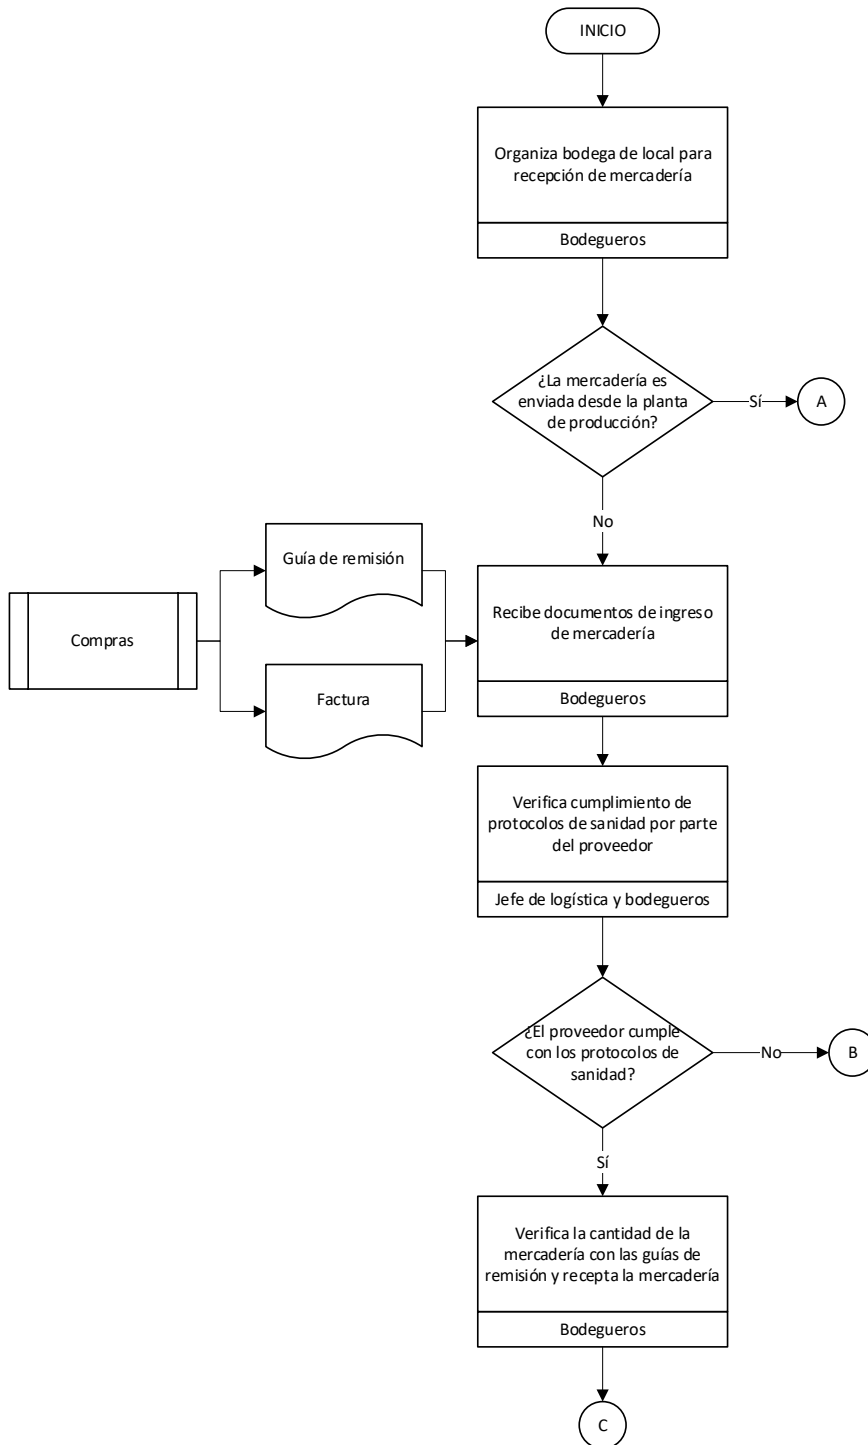 INICIO
Organiza bodega de local para
recepción de mercadería
Bodegueros
¿La mercadería es
enviada desde la planta
de producción?
Sí
A
No
Guía de remisión
Compras
Factura
Recibe documentos de ingreso
de mercadería
Bodegueros
Verifica cumplimiento de
protocolos de sanidad por parte
del proveedor
Jefe de logística y bodegueros
¿El proveedor cumple
con los protocolos de
sanidad?
No
B
Sí
Verifica la cantidad de la
mercadería con las guías de
remisión y recepta la mercadería
Bodegueros
C